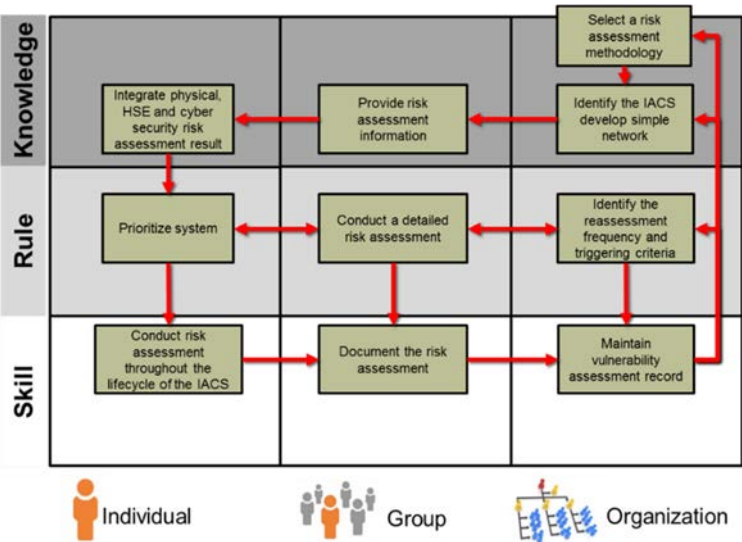 Knowledge
Select a risk
assessment
methodology
Integrate physical,
HSE and cyber
security risk
assessment result
Provide risk
assessment
information
Identify the IACS
develop simple
network
Rule
Prioritize system
Conduct a detailed
risk assessment
Identify the
reassessment
frequency and
triggering criteria
Skill
Conduct risk
assessment
throughout the
lifecycle of the IACS
Document the risk
assessment
Maintain
vulnerability
assessment record
Individual
Group
Organization